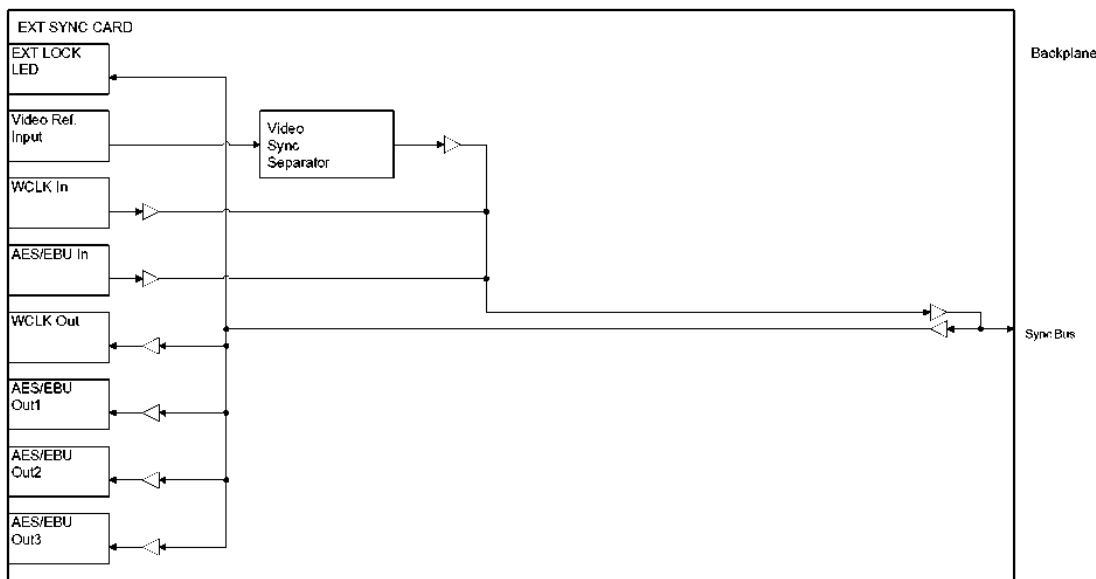 EXT SYNC CARD
EXT LOCK
LED
Backplane
Video Ref.
Input
Video
Sync
Separator
WCLK In
AES/EBU In
WCLK Out
Sync Bus
AES/EBU
Out1
AES/EBU
Out2
AES/EBU
Out3